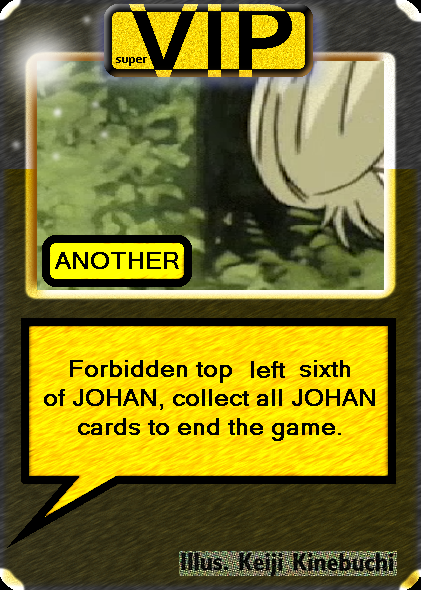 super VIP
ANOTHER
Forbidden top left sixth
of JOHAN, collect all JOHAN
cards to end the game.
Illus. Keiji Kinebuchi